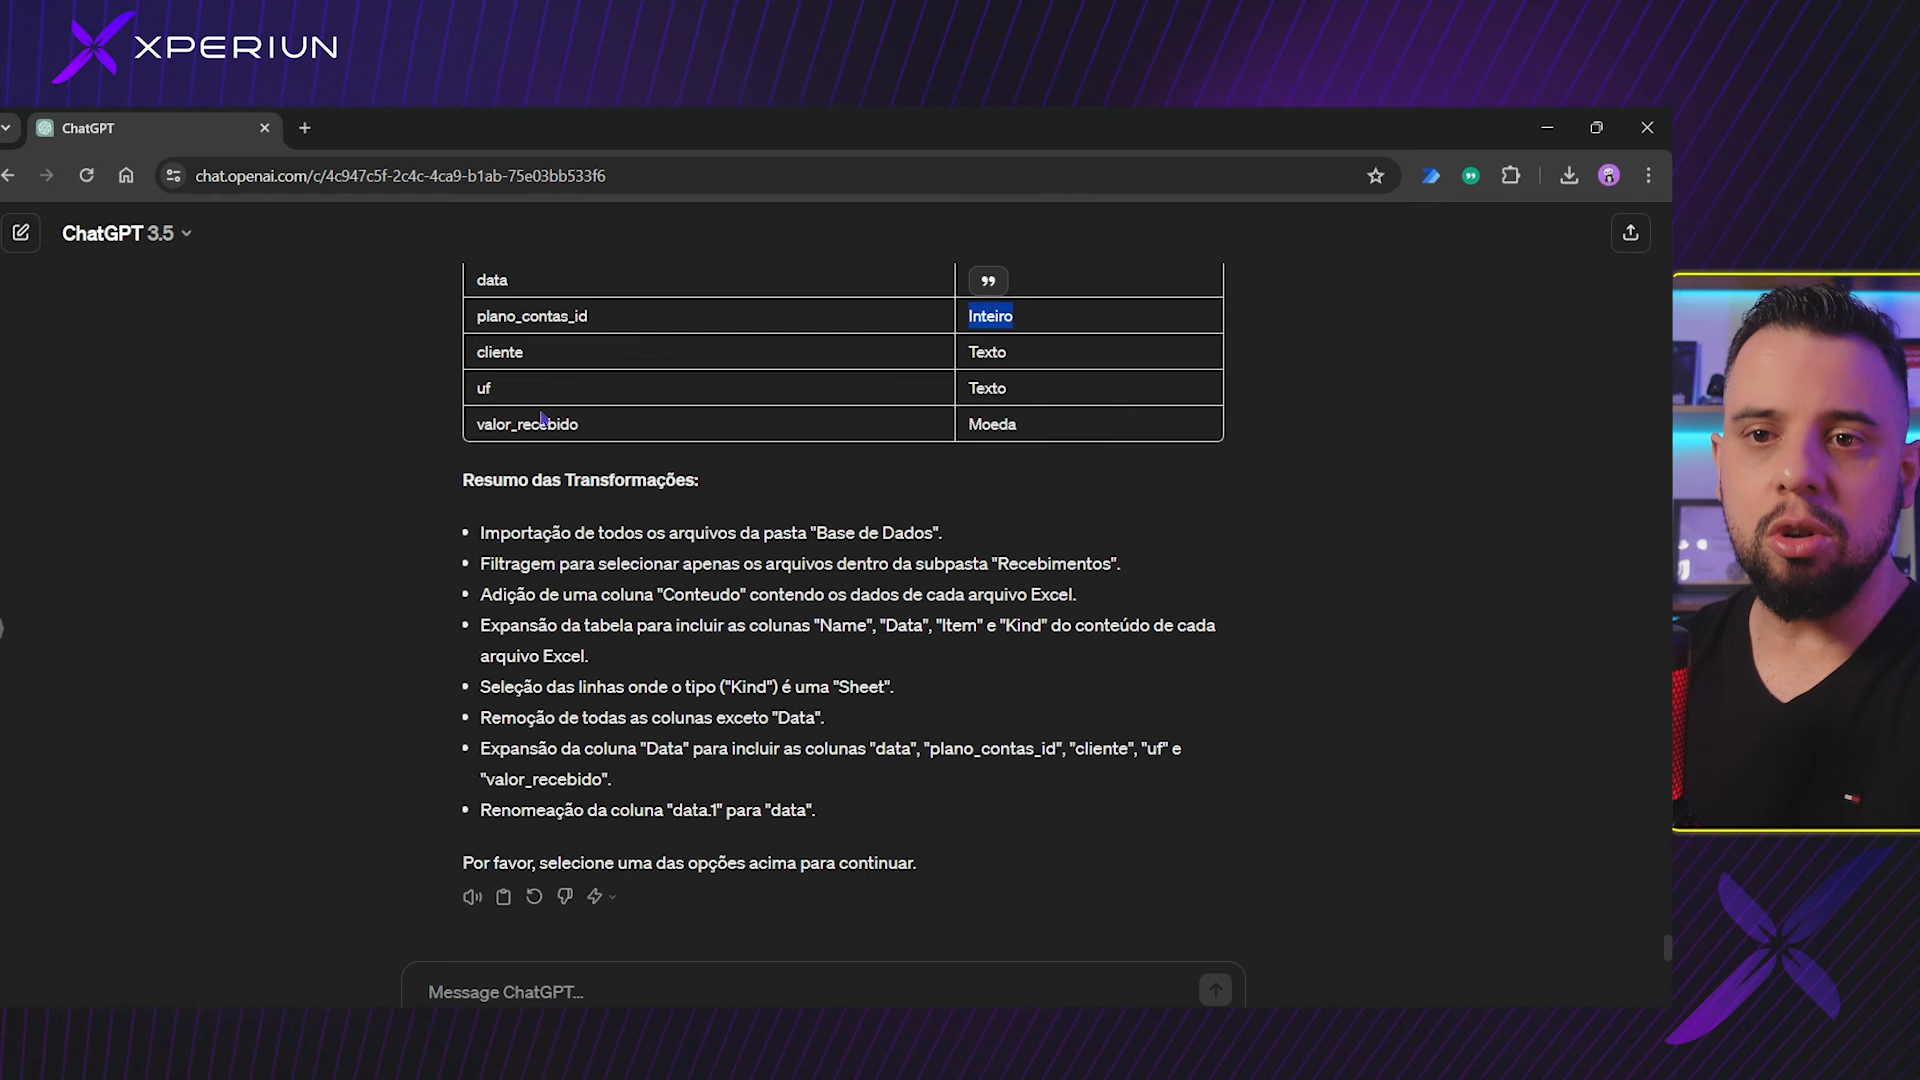 XPERIUN
ChatGPT
chat.openai.com/c/4c947c5f-2c4c-4ca9-b1ab-75e03bb533f6
ChatGPT 3.5
data
plano_contas_id Inteiro
cliente Texto
uf Texto
valor_recebido Moeda
Resumo das Transformações:
• Importação de todos os arquivos da pasta "Base de Dados".
• Filtragem para selecionar apenas os arquivos dentro da subpasta "Recebimentos".
• Adição de uma coluna "Conteudo" contendo os dados de cada arquivo Excel.
• Expansão da tabela para incluir as colunas "Name", "Data", "Item" e "Kind" do conteúdo de cada
arquivo Excel.
• Seleção das linhas onde o tipo ("Kind") é uma "Sheet".
• Remoção de todas as colunas exceto "Data".
• Expansão da coluna "Data" para incluir as colunas "data", "plano_contas_id", "cliente", "uf" e
"valor_recebido".
• Renomeação da coluna "data.1" para "data".
Por favor, selecione uma das opções acima para continuar.
Message ChatGPT...